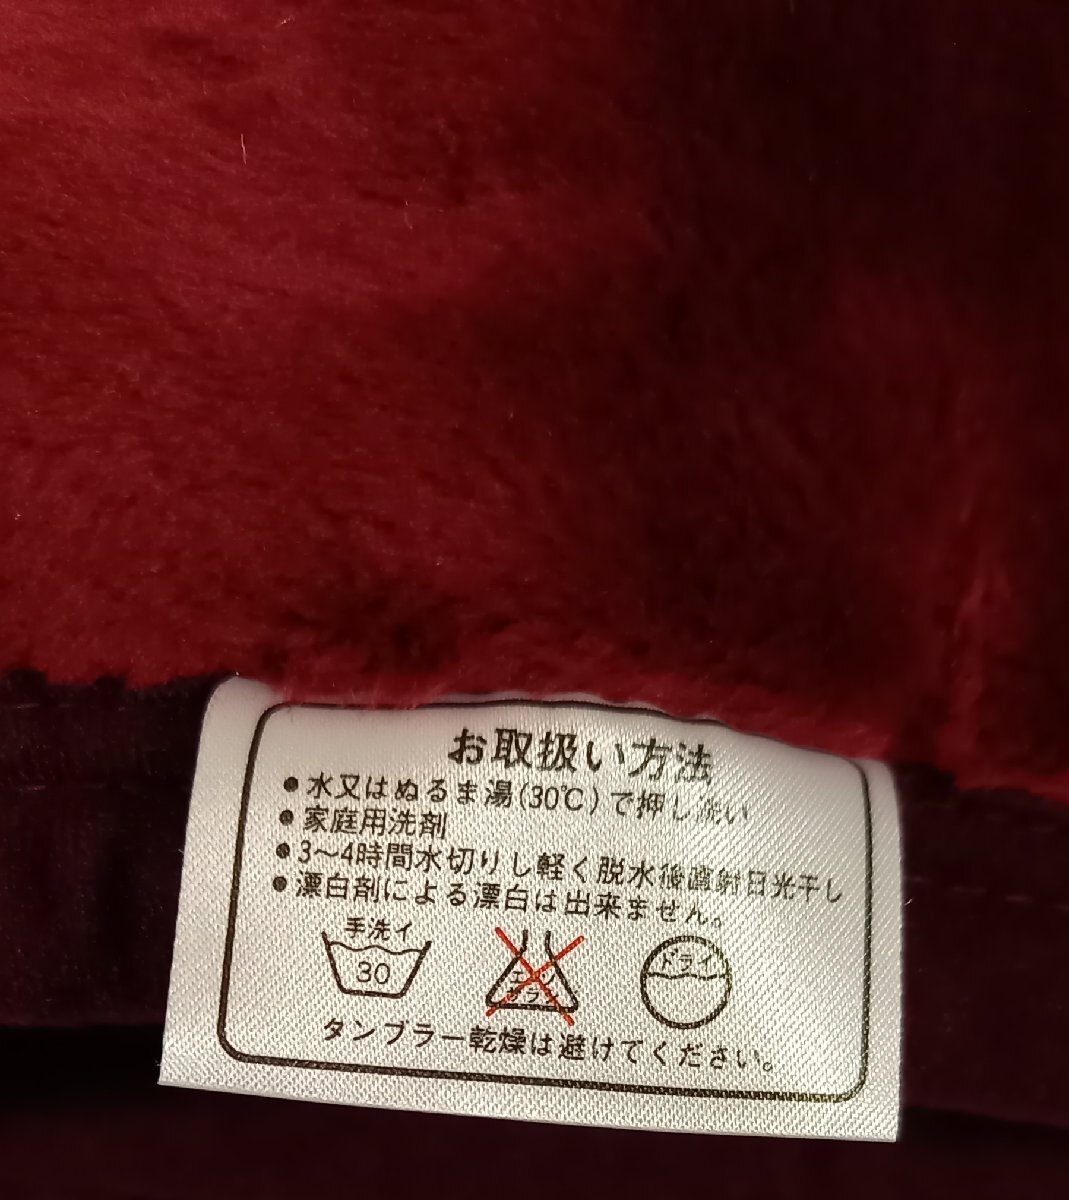 お取扱い方法
●水又はぬるま湯(30℃)で押し洗い
●家庭用洗剤
●3〜4時間水切りし軽く脱水後直射日光干し
●漂白剤による漂白は出来ません。
手洗イ
30
エンソ
サラシ
ドライ
タンブラー乾燥は避けてください。